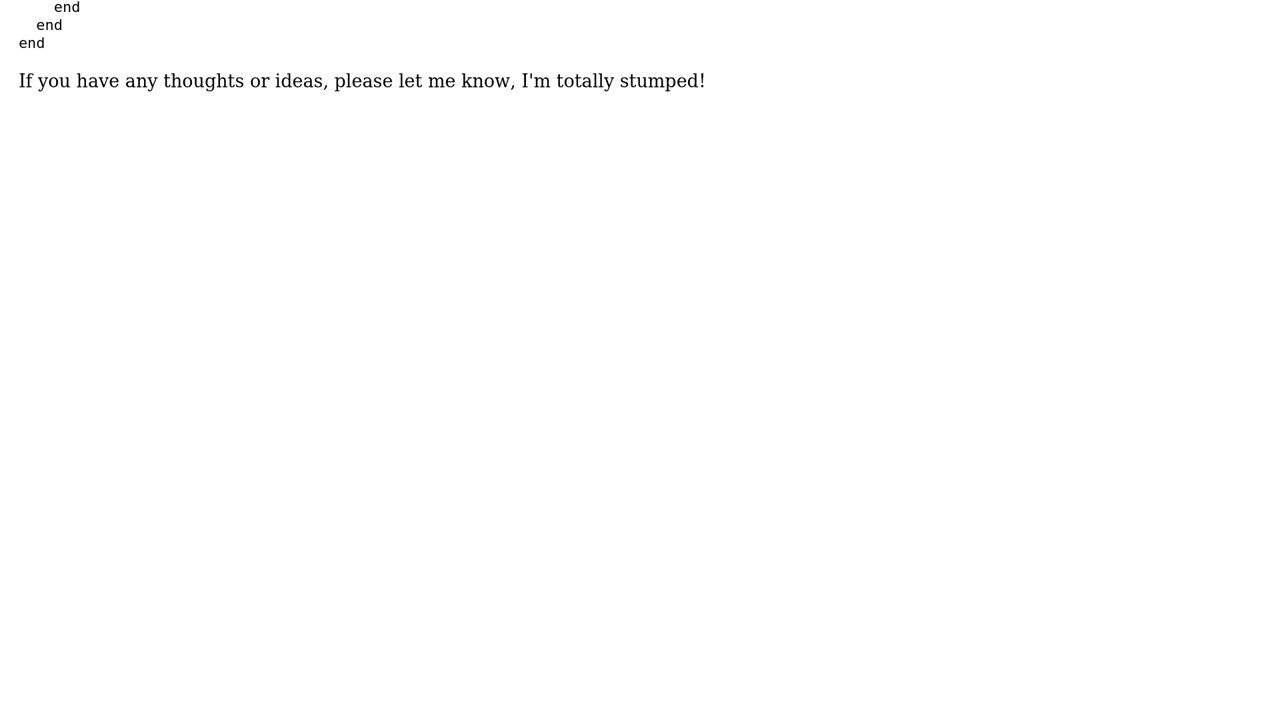 end
  end
end
If you have any thoughts or ideas, please let me know, I'm totally stumped!